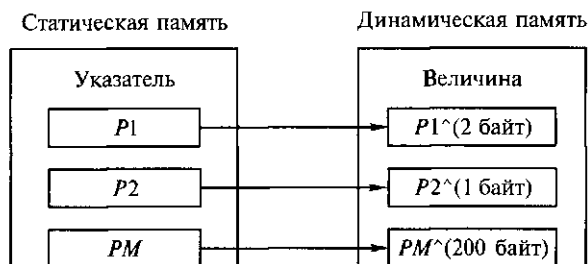 Статическая память Динамическая память
Указатель Величина
P1 P1^(2 байт)
P2 P2^(1 байт)
PM PM^(200 байт)